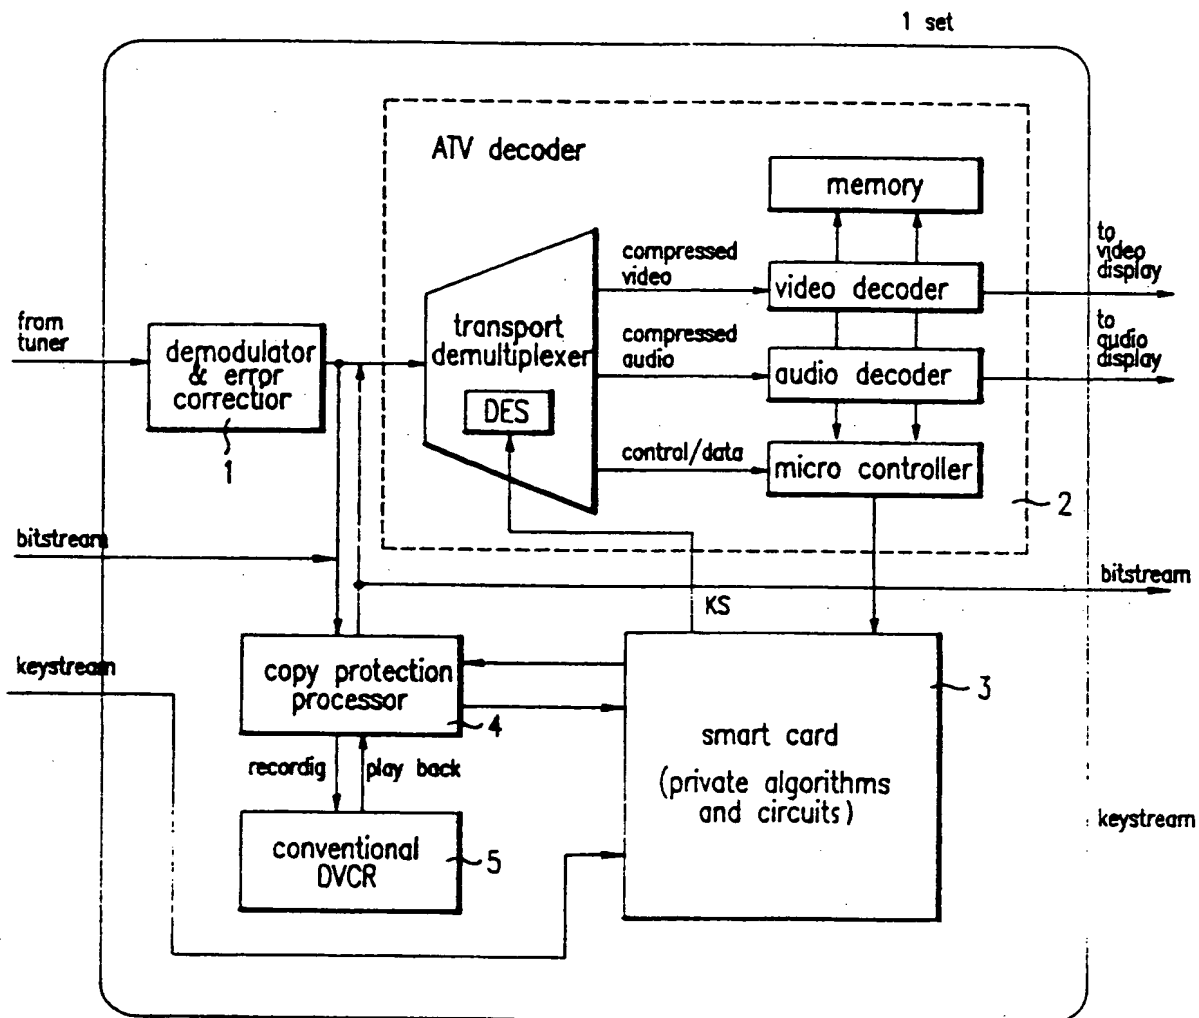 1 set
ATV decoder
memory
compressed
video
video decoder
to
video
display
from
tuner
demodulator
& error
correctior
1
transport
demultiplexer
DES
compressed
audio
audio decoder
to
audio
display
control/data
micro controller
2
bitstream
bitstream
KS
keystream
copy protection
processor
4
smart card
(private algorithms
and circuits)
3
recordig
play back
conventional
DVCR
5
keystream